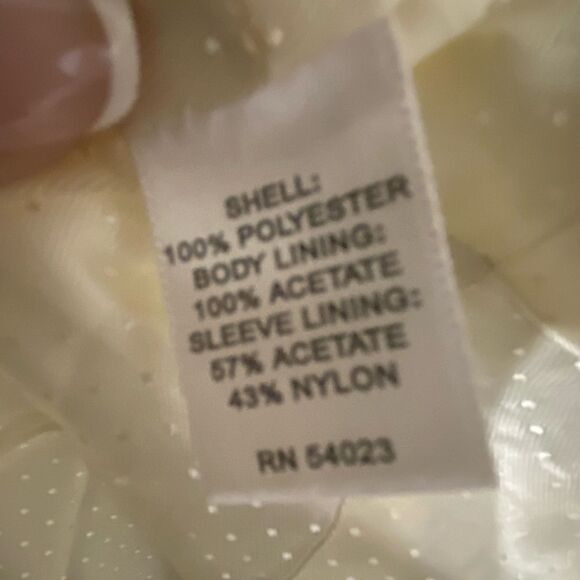 SHELL:
100% POLYESTER
BODY LINING:
100% ACETATE
SLEEVE LINING:
57% ACETATE
43% NYLON
RN 54023